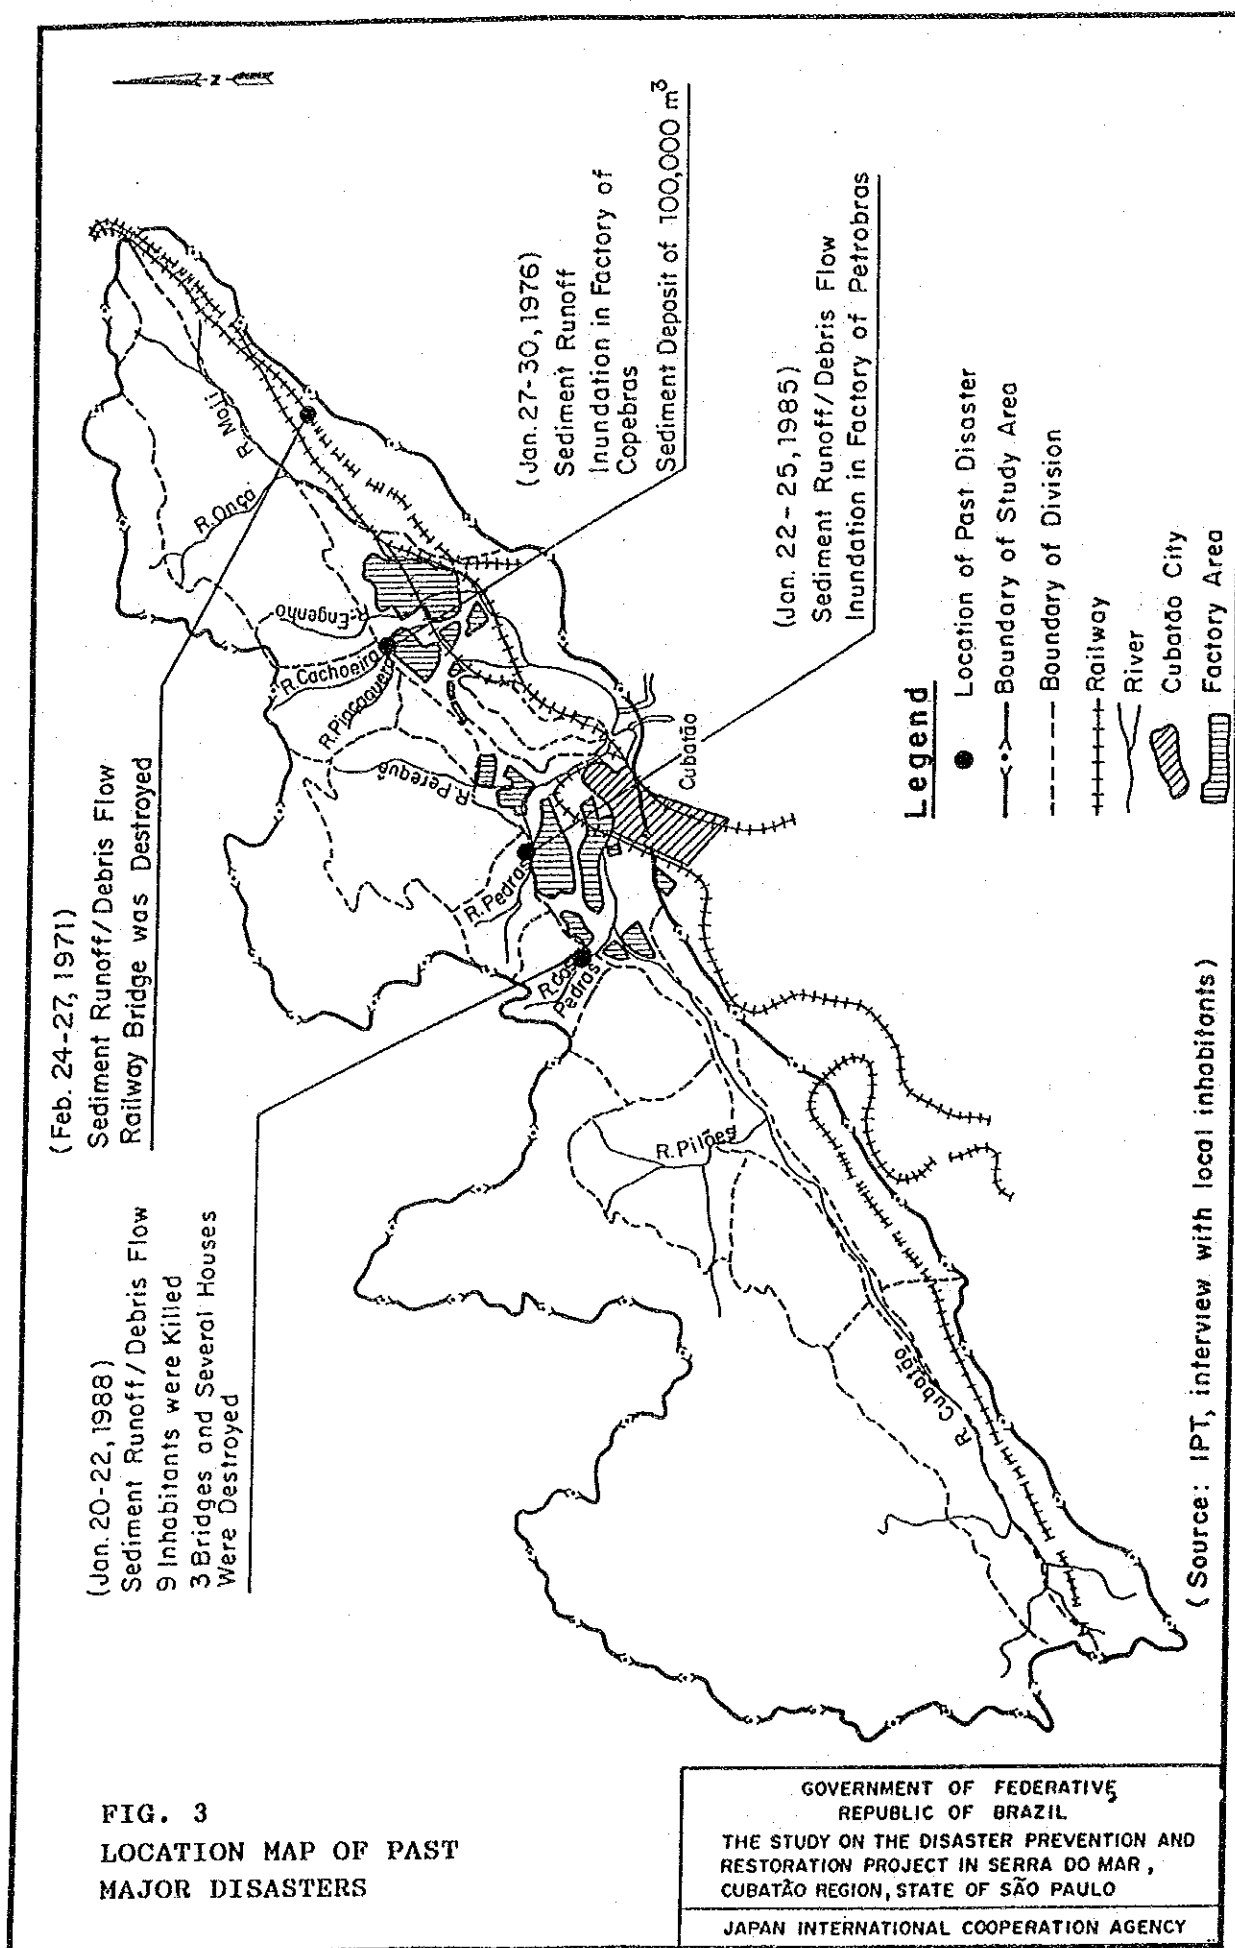 (Feb. 24-27, 1971)
Sediment Runoff/Debris Flow
Railway Bridge was Destroyed
(Jan. 20-22, 1988)
Sediment Runoff/Debris Flow
9 Inhabitants were Killed
3 Bridges and Several Houses
Were Destroyed
(Jan. 27-30, 1976)
Sediment Runoff
Inundation in Factory of
Copebras
Sediment Deposit of 100,000 m³
(Jan. 22-25, 1985)
Sediment Runoff/Debris Flow
Inundation in Factory of Petrobras
Z
R. Moji
R. Onça
R. Engenho
R. Cachoeira
R. Piaçaguera
R. Perequê
R. Pedras
R. das
Pedras
R. Pilões
R. Cubatão
Cubatão
Legend
Location of Past Disaster
Boundary of Study Area
Boundary of Division
Railway
River
Cubatão City
Factory Area
(Source: IPT, interview with local inhabitants)
FIG. 3
LOCATION MAP OF PAST
MAJOR DISASTERS
GOVERNMENT OF FEDERATIVE
REPUBLIC OF BRAZIL
THE STUDY ON THE DISASTER PREVENTION AND
RESTORATION PROJECT IN SERRA DO MAR,
CUBATÃO REGION, STATE OF SÃO PAULO
JAPAN INTERNATIONAL COOPERATION AGENCY